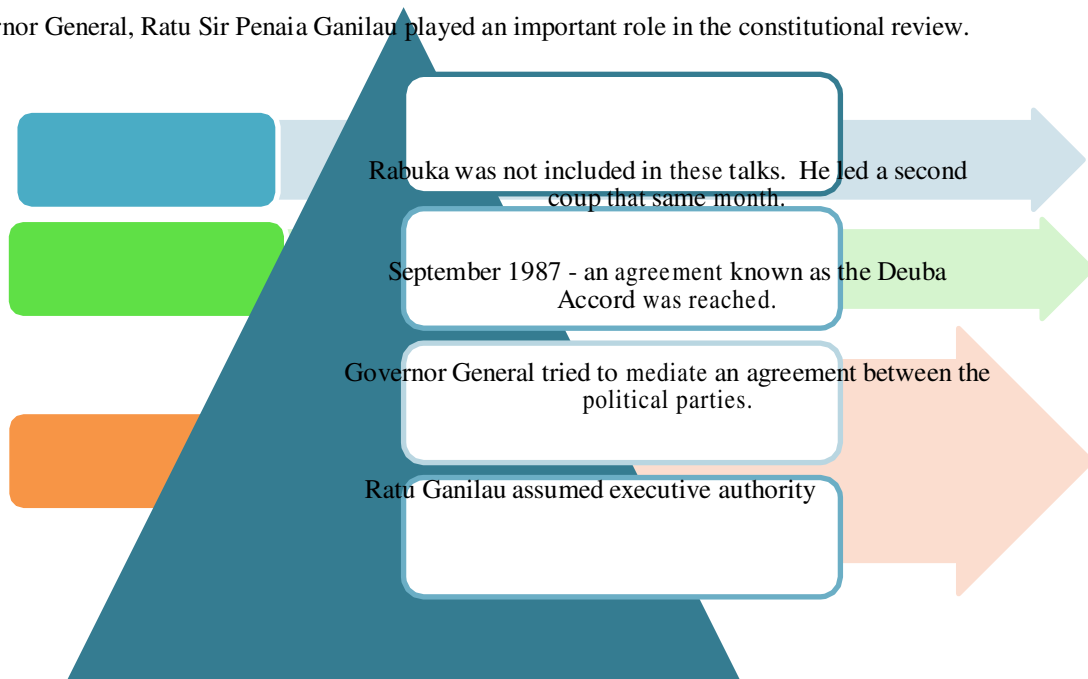 General, Ratu Sir Penaia Ganilau played an important role in the constitutional review.
Rabuka was not included in these talks. He led a second
coup that same month.
September 1987 - an agreement known as the Deuba
Accord was reached.
Governor General tried to mediate an agreement between the
political parties.
Ratu Ganilau assumed executive authority